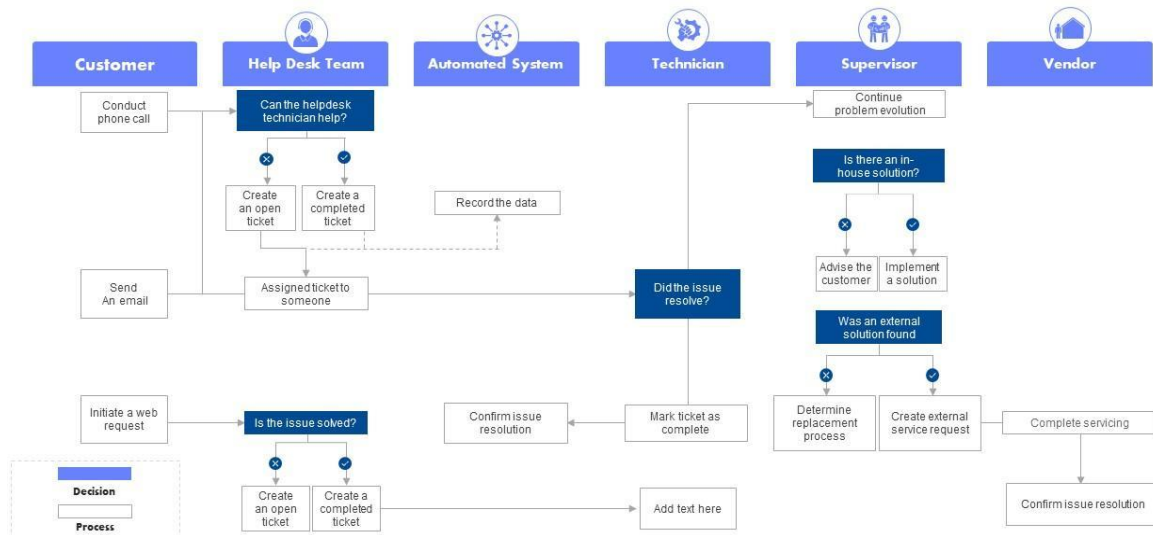 Customer
Help Desk Team
Automated System
Technician
Supervisor
Vendor
Conduct
phone call
Can the helpdesk
technician help?
Continue
problem evolution
Is there an in-
house solution?
Create
an open
ticket
Create a
completed
ticket
Record the data
Advise the
customer
Implement
a solution
Send
An email
Assigned ticket to
someone
Did the issue
resolve?
Was an external
solution found
Initiate a web
request
Is the issue solved?
Confirm issue
resolution
Mark ticket as
complete
Determine
replacement
process
Create external
service request
Complete servicing
Decision
Process
Create
an open
ticket
Create a
completed
ticket
Add text here
Confirm issue resolution